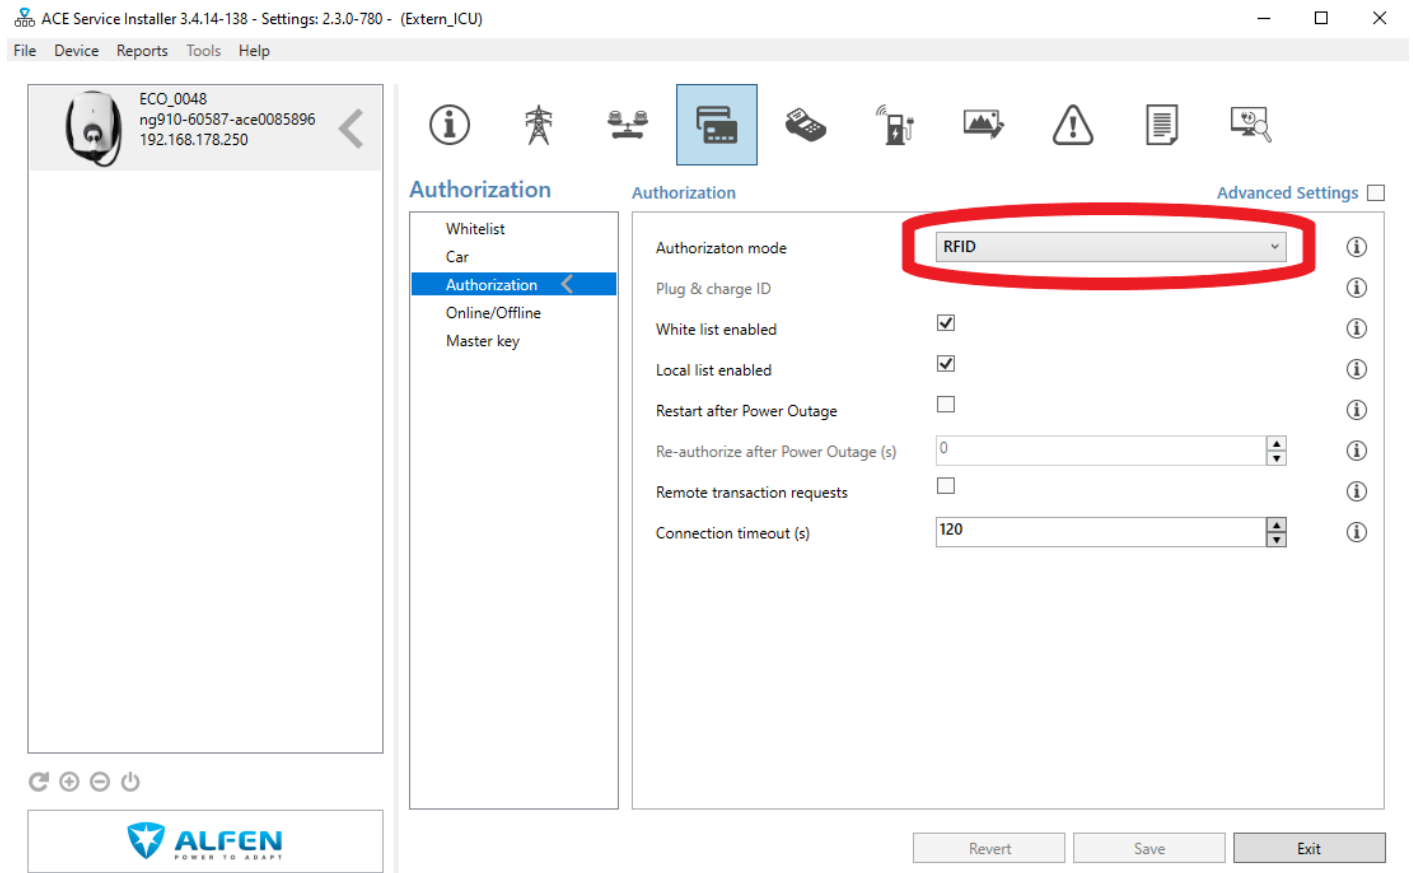 ACE Service Installer 3.4.14-138 - Settings: 2.3.0-780 - (Extern_ICU)
File Device Reports Tools Help
ECO_0048
ng910-60587-ace0085896
192.168.178.250
Authorization
Whitelist
Car
Authorization
Online/Offline
Master key
Authorization
Advanced Settings
Authorizaton mode
RFID
Plug & charge ID
White list enabled
Local list enabled
Restart after Power Outage
Re-authorize after Power Outage (s)
0
Remote transaction requests
Connection timeout (s)
120
ALFEN
POWER TO ADAPT
Revert
Save
Exit